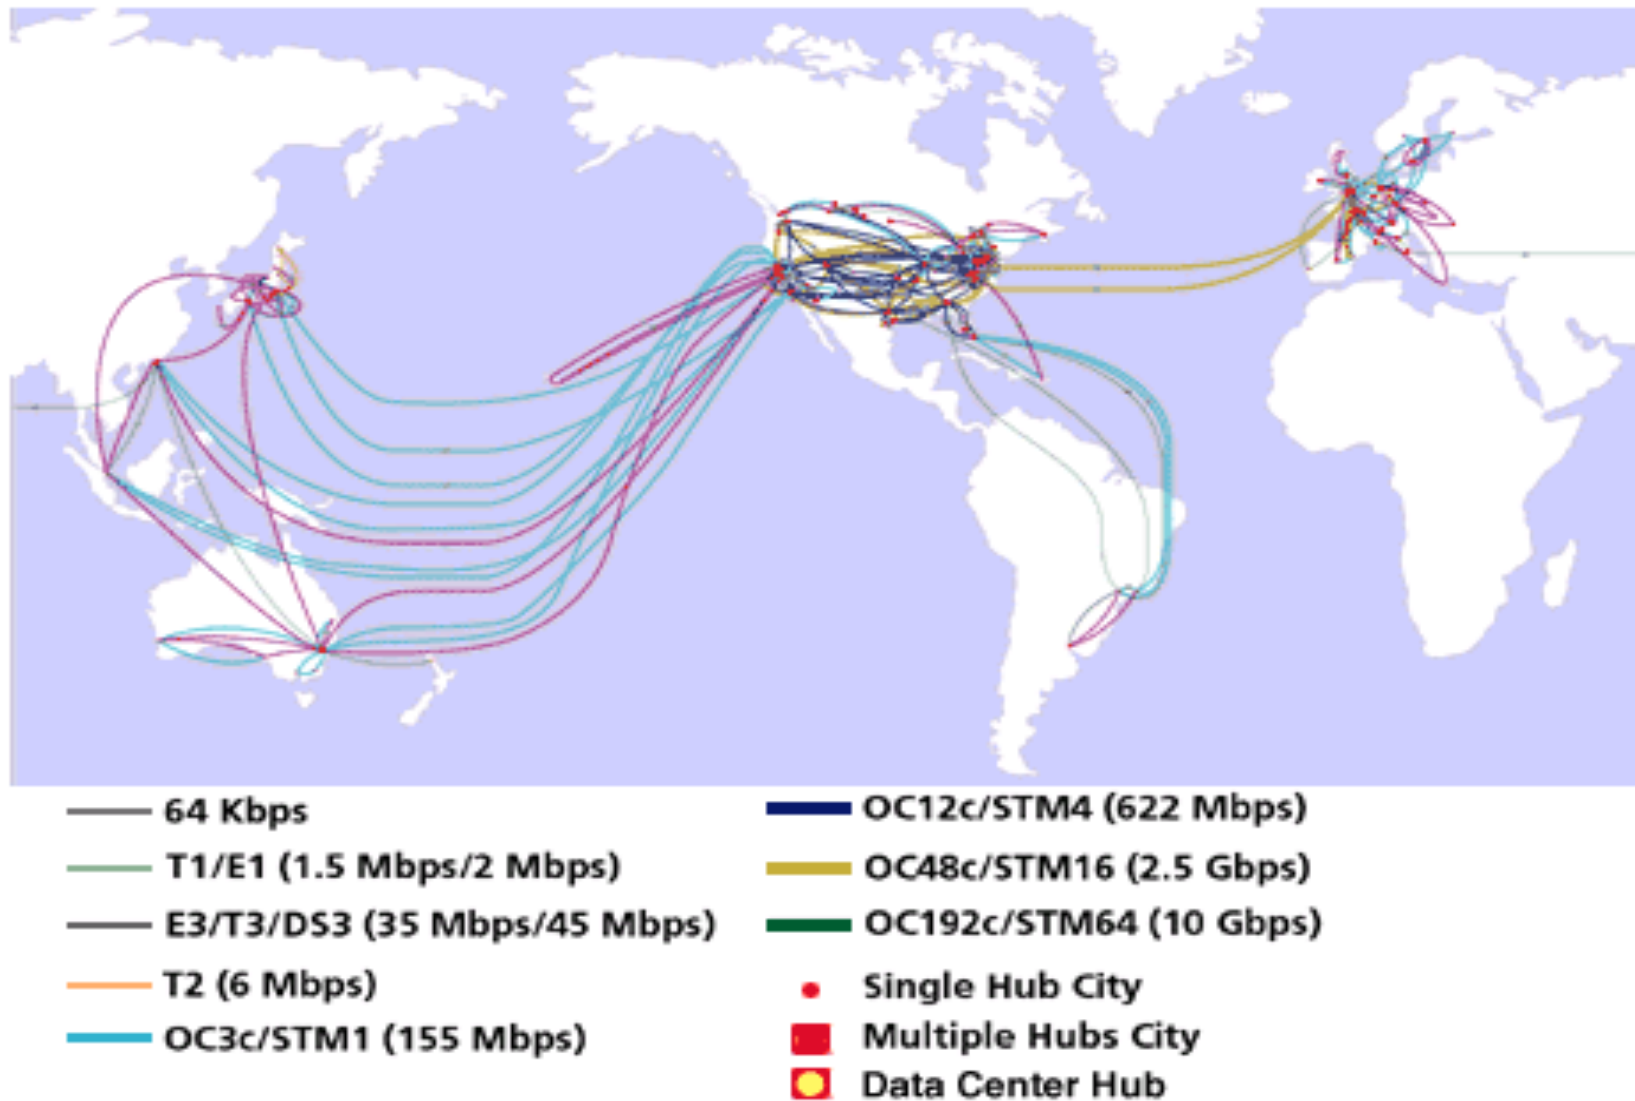 64 Kbps
T1/E1 (1.5 Mbps/2 Mbps)
E3/T3/DS3 (35 Mbps/45 Mbps)
T2 (6 Mbps)
OC3c/STM1 (155 Mbps)
OC12c/STM4 (622 Mbps)
OC48c/STM16 (2.5 Gbps)
OC192c/STM64 (10 Gbps)
Single Hub City
Multiple Hubs City
Data Center Hub